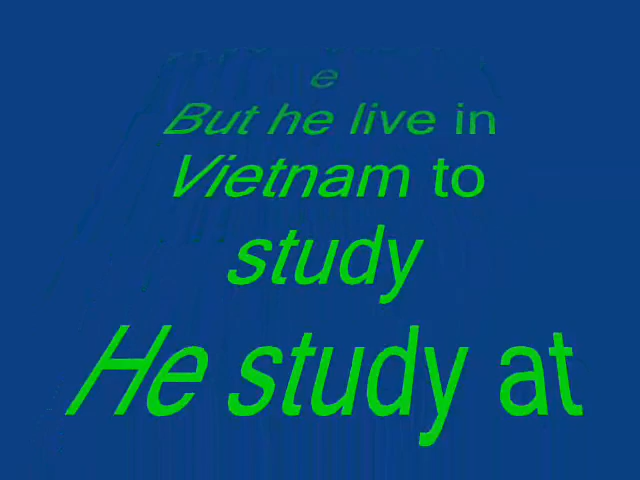 e
But he live in
Vietnam to
study
He study at